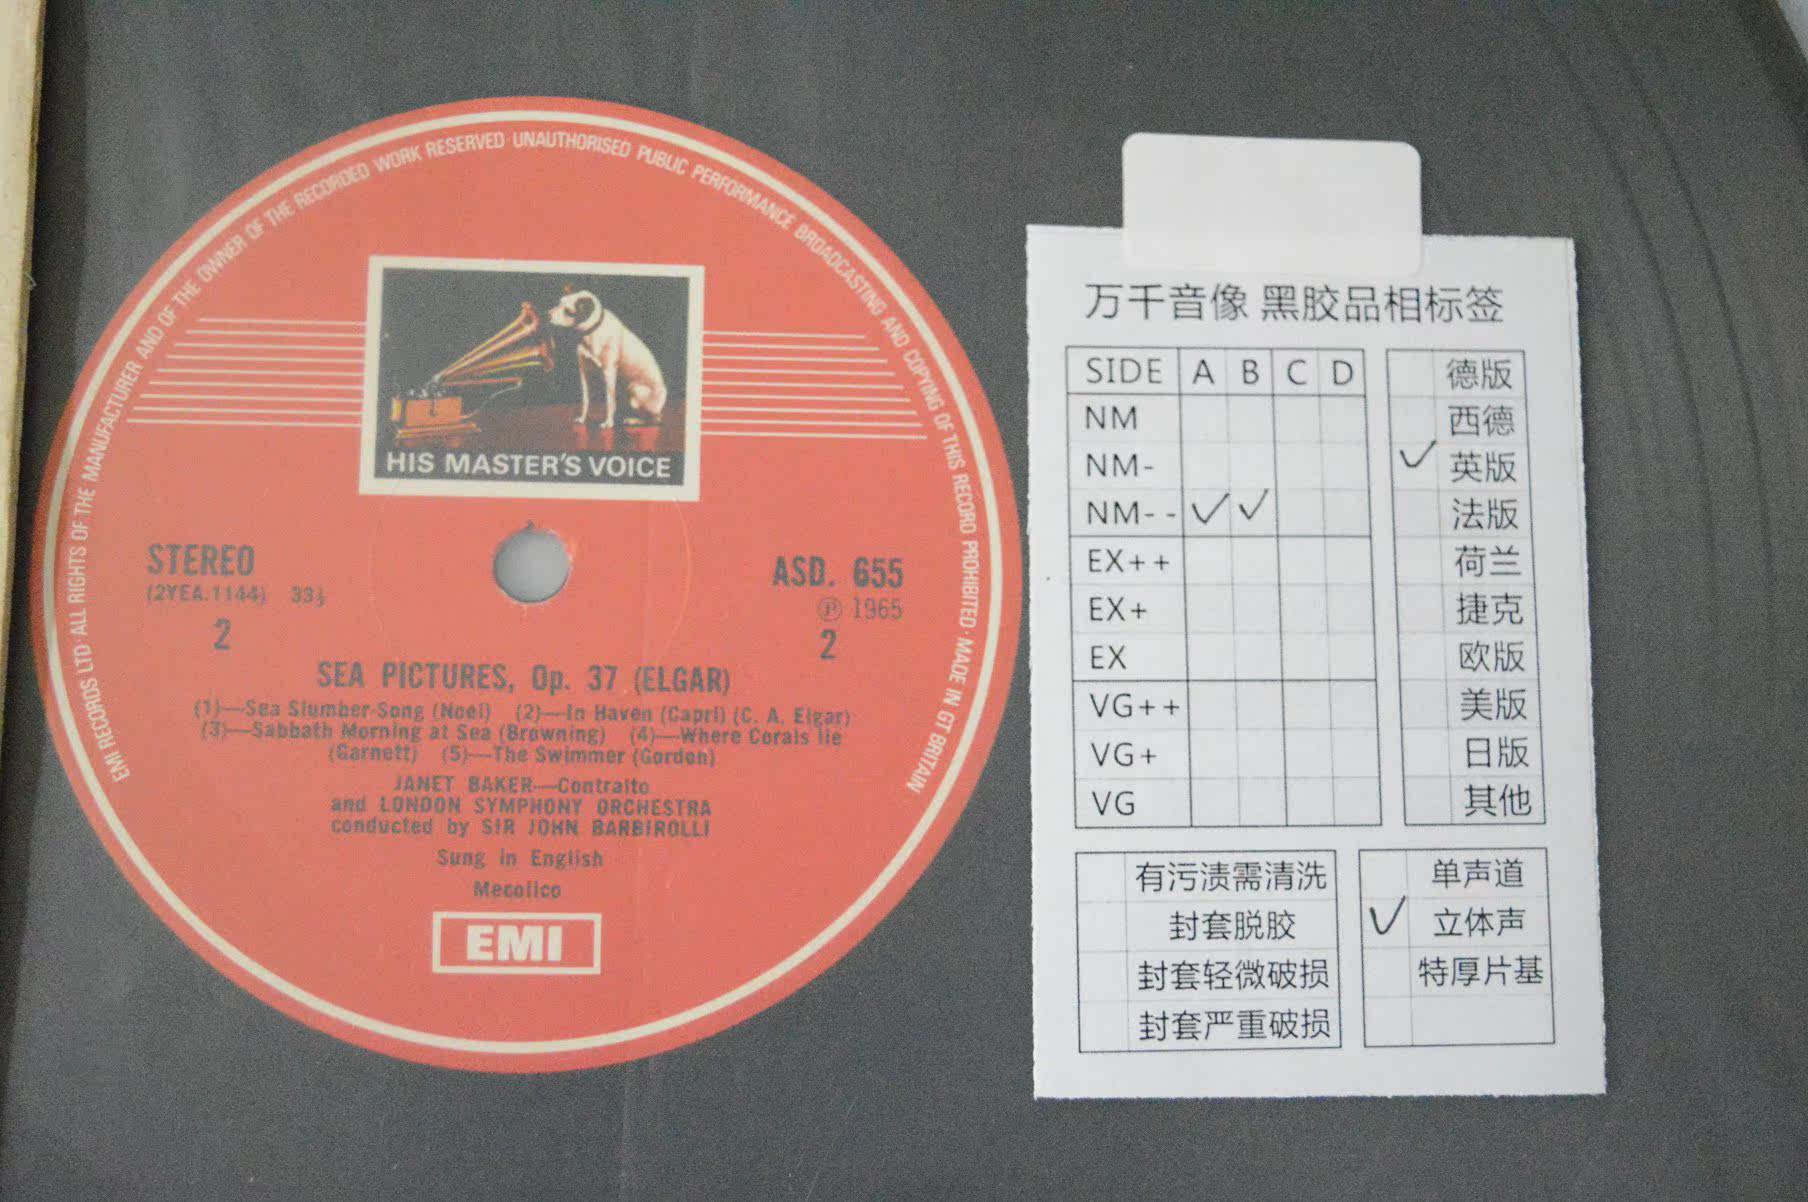 EMI RECORDS LTD · ALL RIGHTS OF THE MANUFACTURER AND OF THE OWNER OF THE RECORDED WORK RESERVED · UNAUTHORISED PUBLIC PERFORMANCE BROADCASTING AND COPYING OF THIS RECORD PROHIBITED · MADE IN GT BRITAIN
HIS MASTER'S VOICE
STEREO
(2YEA.1144) 33⅓
2
ASD. 655
℗ 1965
2
SEA PICTURES, Op. 37 (ELGAR)
(1)—Sea Slumber-Song (Noel) (2)—In Haven (Capri) (C. A. Elgar)
(3)—Sabbath Morning at Sea (Browning) (4)—Where Corals lie
(Garnett) (5)—The Swimmer (Gordon)
JANET BAKER—Contralto
and LONDON SYMPHONY ORCHESTRA
conducted by SIR JOHN BARBIROLLI
Sung in English
Mecolico
EMI
万千音像 黑胶品相标签
SIDE A B C D
NM
NM-
NM-- ✓ ✓
EX++
EX+
EX
VG++
VG+
VG
德版
西德
✓ 英版
法版
荷兰
捷克
欧版
美版
日版
其他
有污渍需清洗
封套脱胶
封套轻微破损
封套严重破损
单声道
✓ 立体声
特厚片基